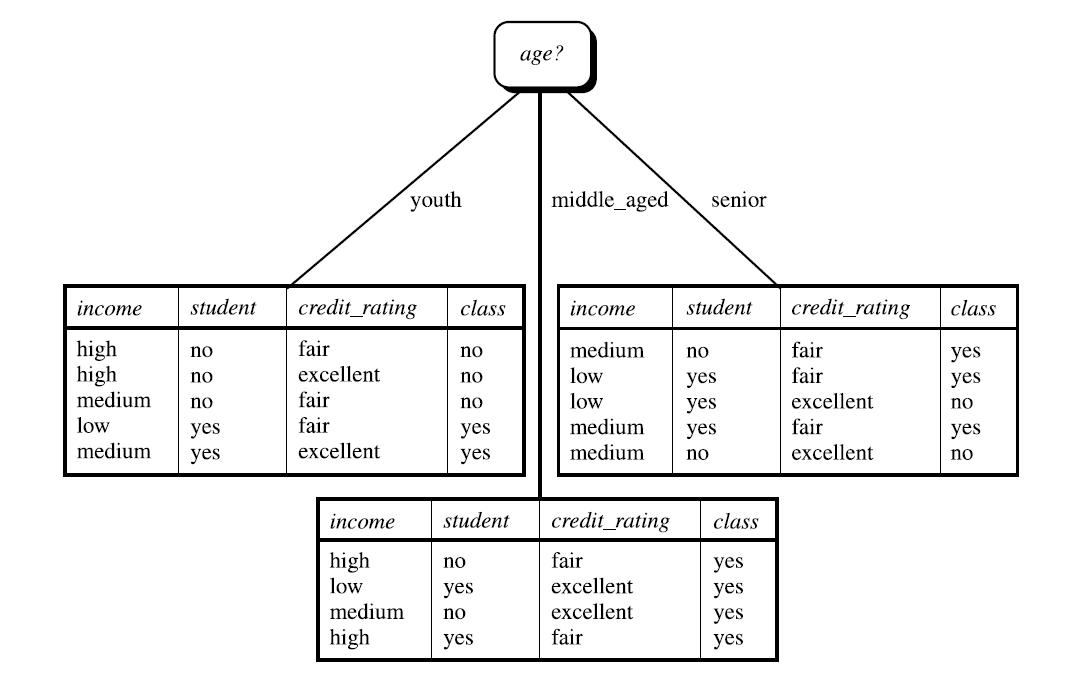 age?
youth
middle_aged
senior
income student credit_rating class
high no fair no
high no excellent no
medium no fair no
low yes fair yes
medium yes excellent yes
income student credit_rating class
medium no fair yes
low yes fair yes
low yes excellent no
medium yes fair yes
medium no excellent no
income student credit_rating class
high no fair yes
low yes excellent yes
medium no excellent yes
high yes fair yes